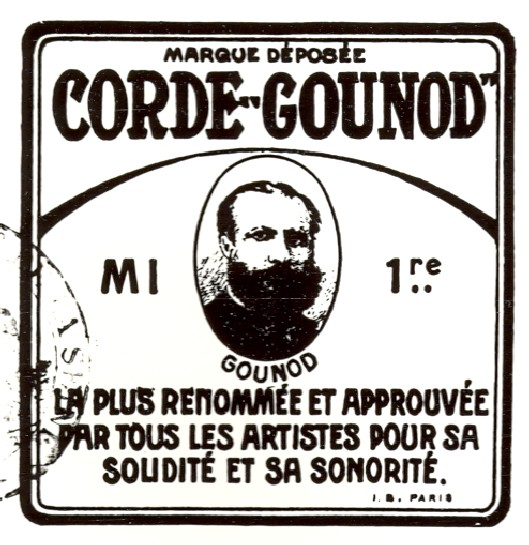 MARQUE DÉPOSÉE
CORDE-"GOUNOD"
MI
1re
GOUNOD
LA PLUS RENOMMÉE ET APPROUVÉE
PAR TOUS LES ARTISTES POUR SA
SOLIDITÉ ET SA SONORITÉ.
PARIS